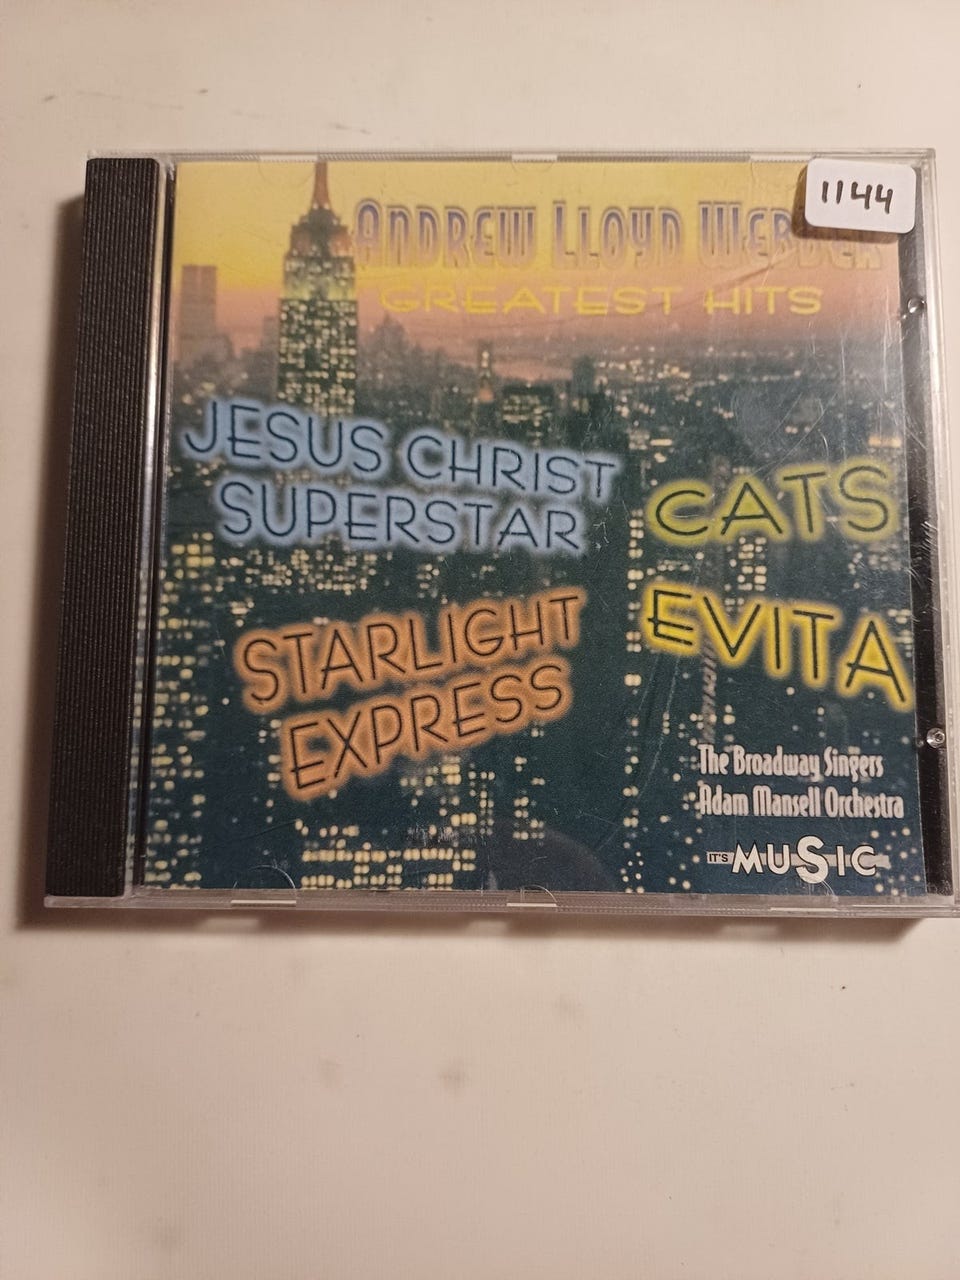 1144
ANDREW LLOYD WEBBER
GREATEST HITS
JESUS CHRIST
SUPERSTAR
CATS
STARLIGHT
EXPRESS
EVITA
The Broadway Singers
Adam Mansell Orchestra
IT'S MUSIC